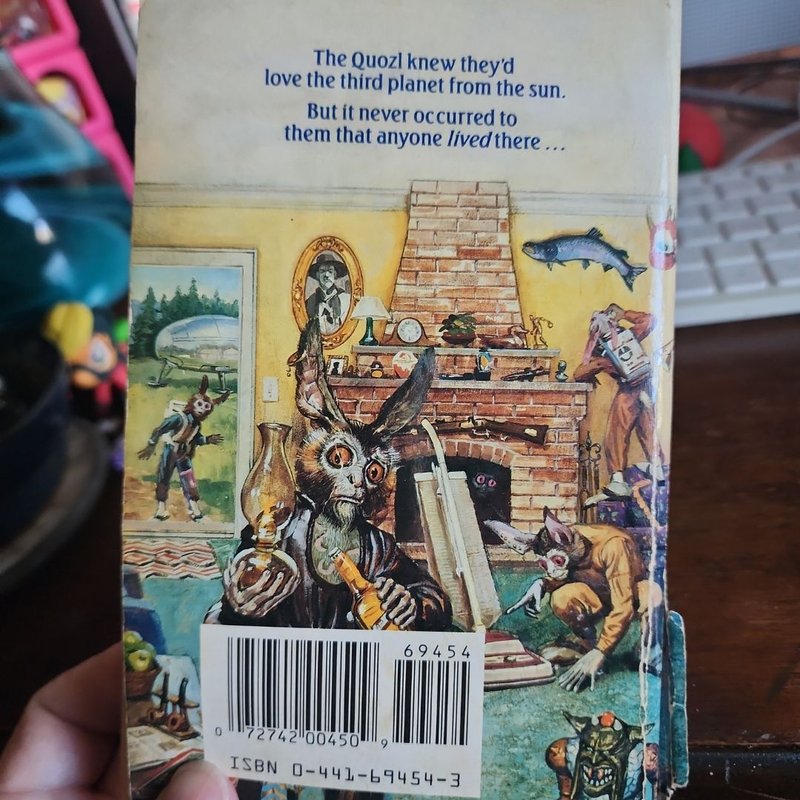 The Quozl knew they'd
love the third planet from the sun.
But it never occurred to
them that anyone lived there ...
69454
0 72742 00450 9
ISBN 0-441-69454-3